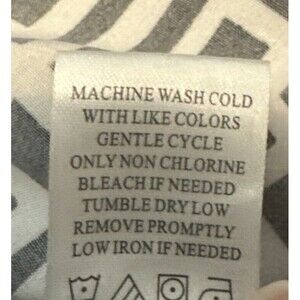 MACHINE WASH COLD
WITH LIKE COLORS
GENTLE CYCLE
ONLY NON CHLORINE
BLEACH IF NEEDED
TUMBLE DRY LOW
REMOVE PROMPTLY
LOW IRON IF NEEDED